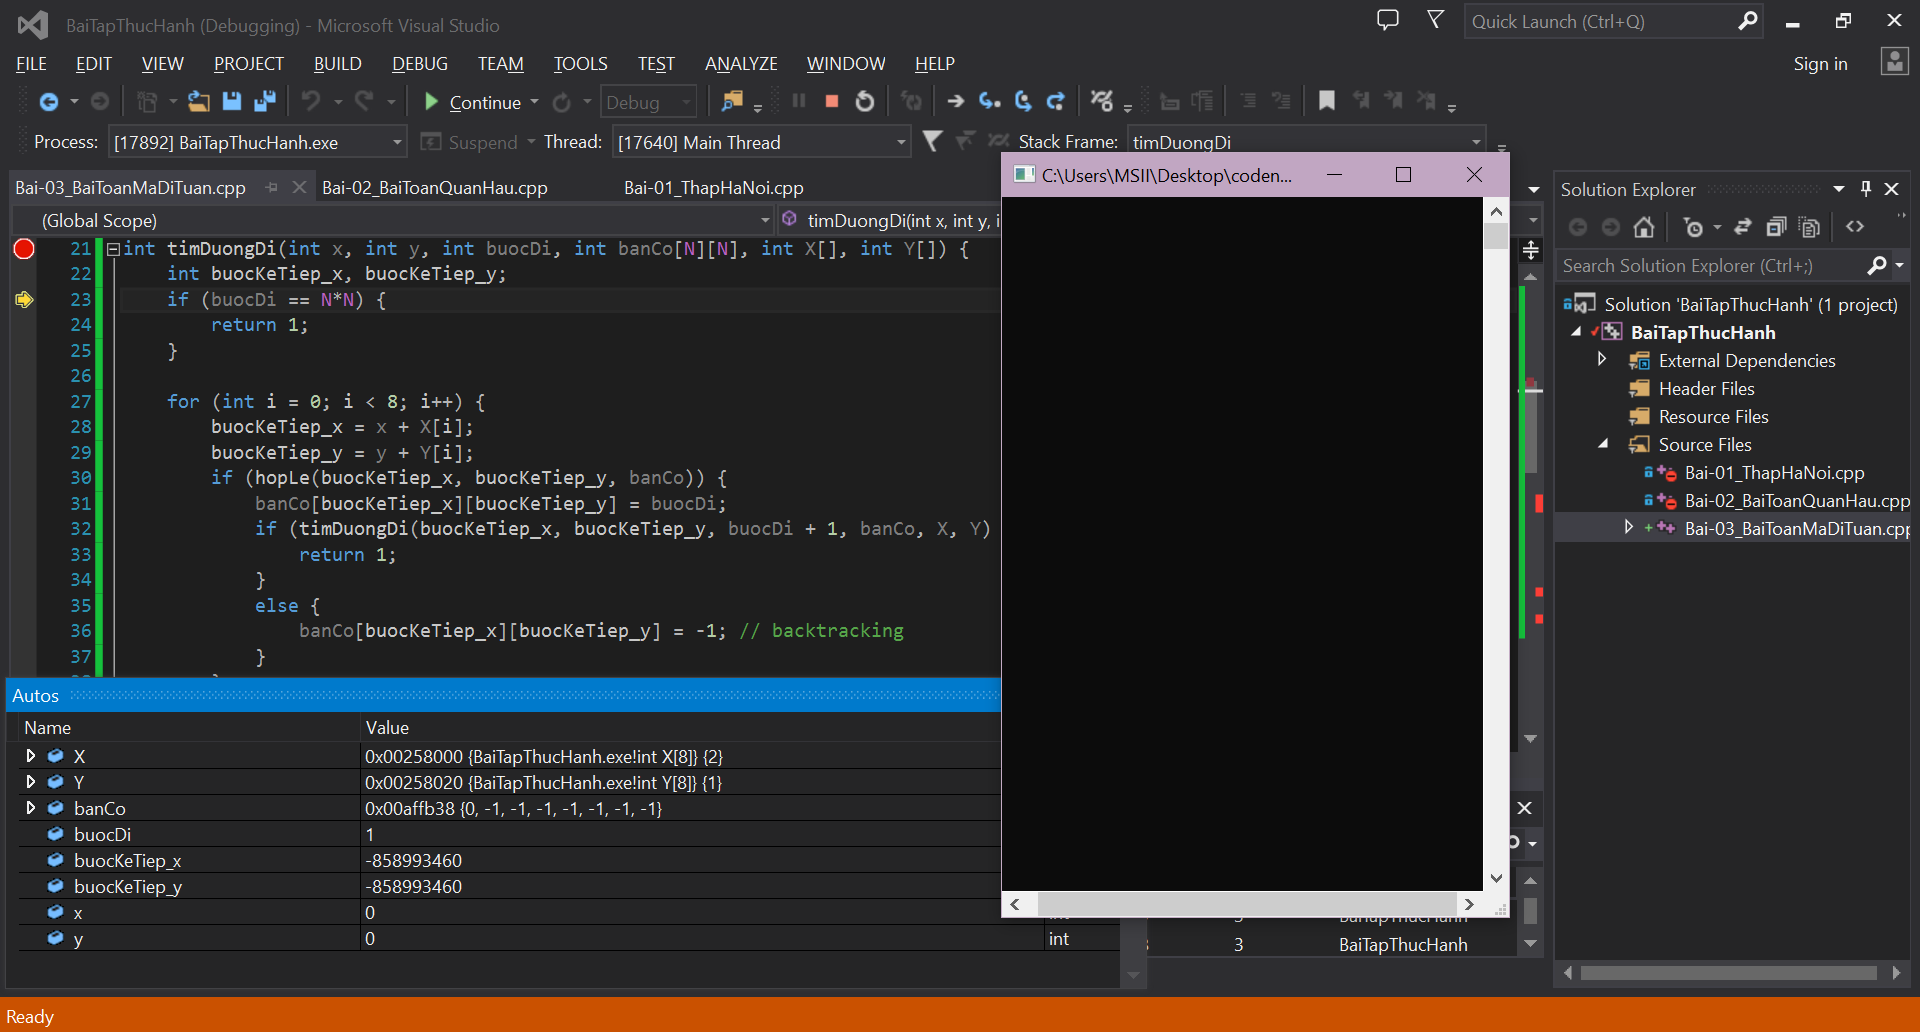 BaiTapThucHanh (Debugging) - Microsoft Visual Studio
Quick Launch (Ctrl+Q)
FILE EDIT VIEW PROJECT BUILD DEBUG TEAM TOOLS TEST ANALYZE WINDOW HELP
Sign in
Continue
Debug
Process: [17892] BaiTapThucHanh.exe
Suspend
Thread: [17640] Main Thread
Stack Frame: timDuongDi
Bai-03_BaiToanMaDiTuan.cpp
Bai-02_BaiToanQuanHau.cpp
Bai-01_ThapHaNoi.cpp
(Global Scope)
timDuongDi(int x, int y, i
21 int timDuongDi(int x, int y, int buocDi, int banCo[N][N], int X[], int Y[]) {
22 int buocKeTiep_x, buocKeTiep_y;
23 if (buocDi == N*N) {
24 return 1;
25 }
26
27 for (int i = 0; i < 8; i++) {
28 buocKeTiep_x = x + X[i];
29 buocKeTiep_y = y + Y[i];
30 if (hopLe(buocKeTiep_x, buocKeTiep_y, banCo)) {
31 banCo[buocKeTiep_x][buocKeTiep_y] = buocDi;
32 if (timDuongDi(buocKeTiep_x, buocKeTiep_y, buocDi + 1, banCo, X, Y)
33 return 1;
34 }
35 else {
36 banCo[buocKeTiep_x][buocKeTiep_y] = -1; // backtracking
37 }
C:\Users\MSII\Desktop\coden...
Autos
Name Value
X 0x00258000 {BaiTapThucHanh.exe!int X[8]} {2}
Y 0x00258020 {BaiTapThucHanh.exe!int Y[8]} {1}
banCo 0x00affb38 {0, -1, -1, -1, -1, -1, -1, -1}
buocDi 1
buocKeTiep_x -858993460
buocKeTiep_y -858993460
x 0
y 0 int
3 BaiTapThucHanh
Solution Explorer
Search Solution Explorer (Ctrl+;)
Solution 'BaiTapThucHanh' (1 project)
BaiTapThucHanh
External Dependencies
Header Files
Resource Files
Source Files
Bai-01_ThapHaNoi.cpp
Bai-02_BaiToanQuanHau.cpp
Bai-03_BaiToanMaDiTuan.cpp
Ready